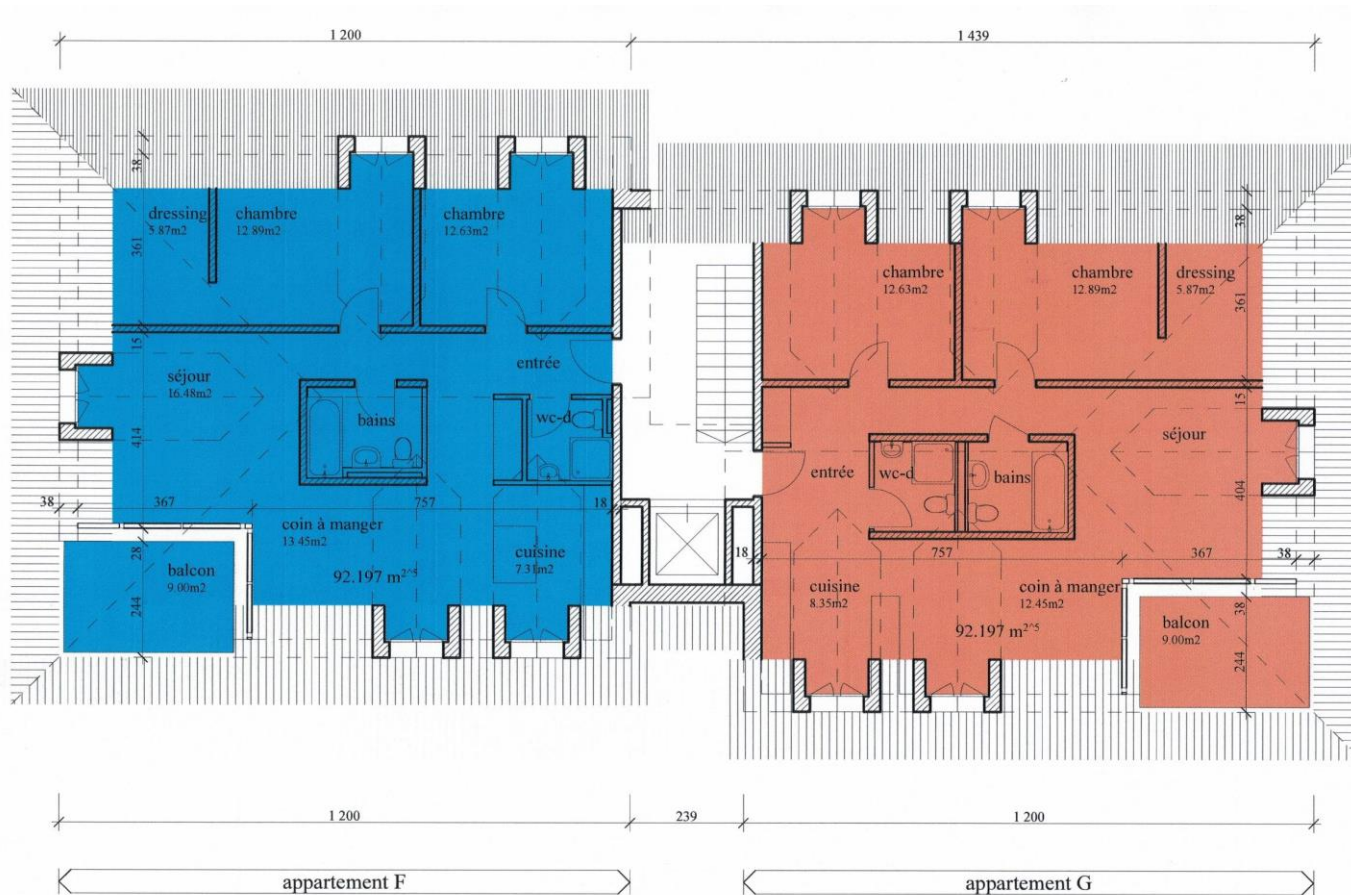 1 200
1 439
38
38
dressing
5.87m2
chambre
12.89m2
chambre
12.63m2
361
chambre
12.63m2
chambre
12.89m2
dressing
5.87m2
361
15
entrée
séjour
16.48m2
15
bains
wc-d
séjour
414
entrée
wc-d
bains
404
38
367
757
18
coin à manger
13.45m2
cuisine
7.31m2
28
balcon
9.00m2
92.197 m²^5
244
18
757
367
38
cuisine
8.35m2
coin à manger
12.45m2
92.197 m²^5
38
balcon
9.00m2
244
1 200
239
1 200
appartement F
appartement G